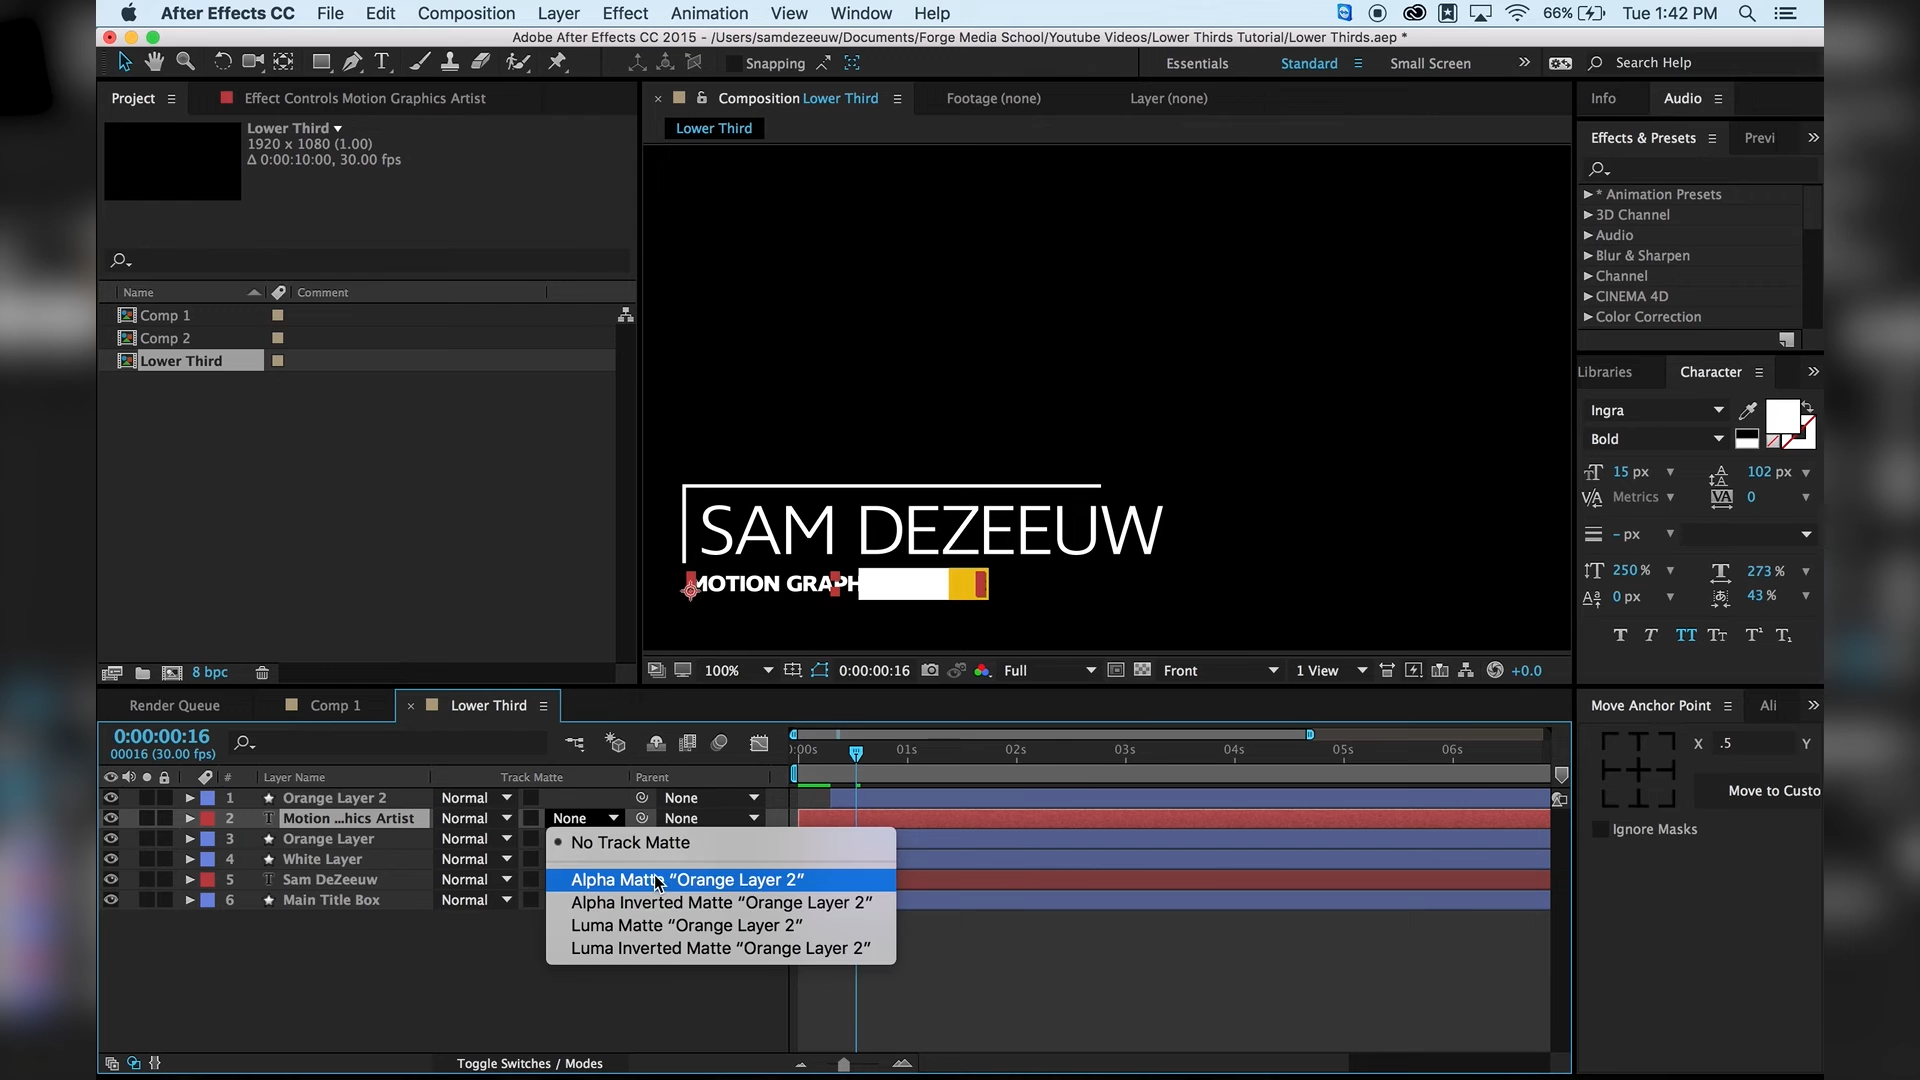 After Effects CC File Edit Composition Layer Effect Animation View Window Help 66% Tue 1:42 PM
Adobe After Effects CC 2015 - /Users/samdezeeuw/Documents/Forge Media School/Youtube Videos/Lower Thirds Tutorial/Lower Thirds.aep *
Snapping Essentials Standard Small Screen Search Help
Project Effect Controls Motion Graphics Artist Composition Lower Third Footage (none) Layer (none) Info Audio
Lower Third
1920 x 1080 (1.00)
Δ 0:00:10:00, 30.00 fps
Lower Third
Effects & Presets Previ
* Animation Presets
3D Channel
Audio
Blur & Sharpen
Channel
CINEMA 4D
Color Correction
Name Comment
Comp 1
Comp 2
Lower Third
Libraries Character
Ingra
Bold
15 px 102 px
Metrics 0
- px
250 % 273 %
0 px 43 %
T T TT Tt T¹ T₁
SAM DEZEEUW
MOTION GRAPH
8 bpc
100% 0:00:00:16 Full Front 1 View +0.0
Render Queue Comp 1 Lower Third
0:00:00:16
00016 (30.00 fps)
):00s 01s 02s 03s 04s 05s 06s
# Layer Name Track Matte Parent
1 Orange Layer 2 Normal None
2 Motion ...hics Artist Normal None None
3 Orange Layer Normal
4 White Layer Normal
5 Sam DeZeeuw Normal
6 Main Title Box Normal
No Track Matte
Alpha Matte “Orange Layer 2”
Alpha Inverted Matte “Orange Layer 2”
Luma Matte “Orange Layer 2”
Luma Inverted Matte “Orange Layer 2”
Move Anchor Point Ali
X .5 Y
Move to Custo
Ignore Masks
Toggle Switches / Modes